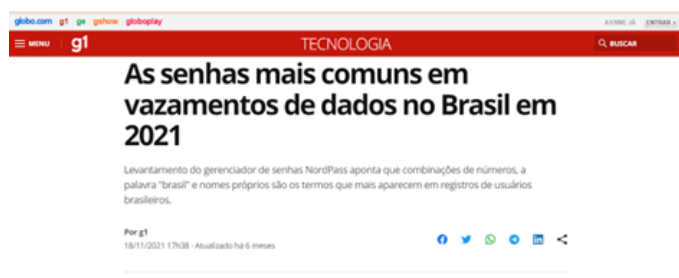 globo.com g1 ge gshow globoplay ASSINE JÁ ENTRAR ›
MENU g1 TECNOLOGIA BUSCAR
As senhas mais comuns em
vazamentos de dados no Brasil em
2021
Levantamento do gerenciador de senhas NordPass aponta que combinações de números, a
palavra "brasil" e nomes próprios são os termos que mais aparecem em registros de usuários
brasileiros.
Por g1
18/11/2021 17h38 · Atualizado há 6 meses